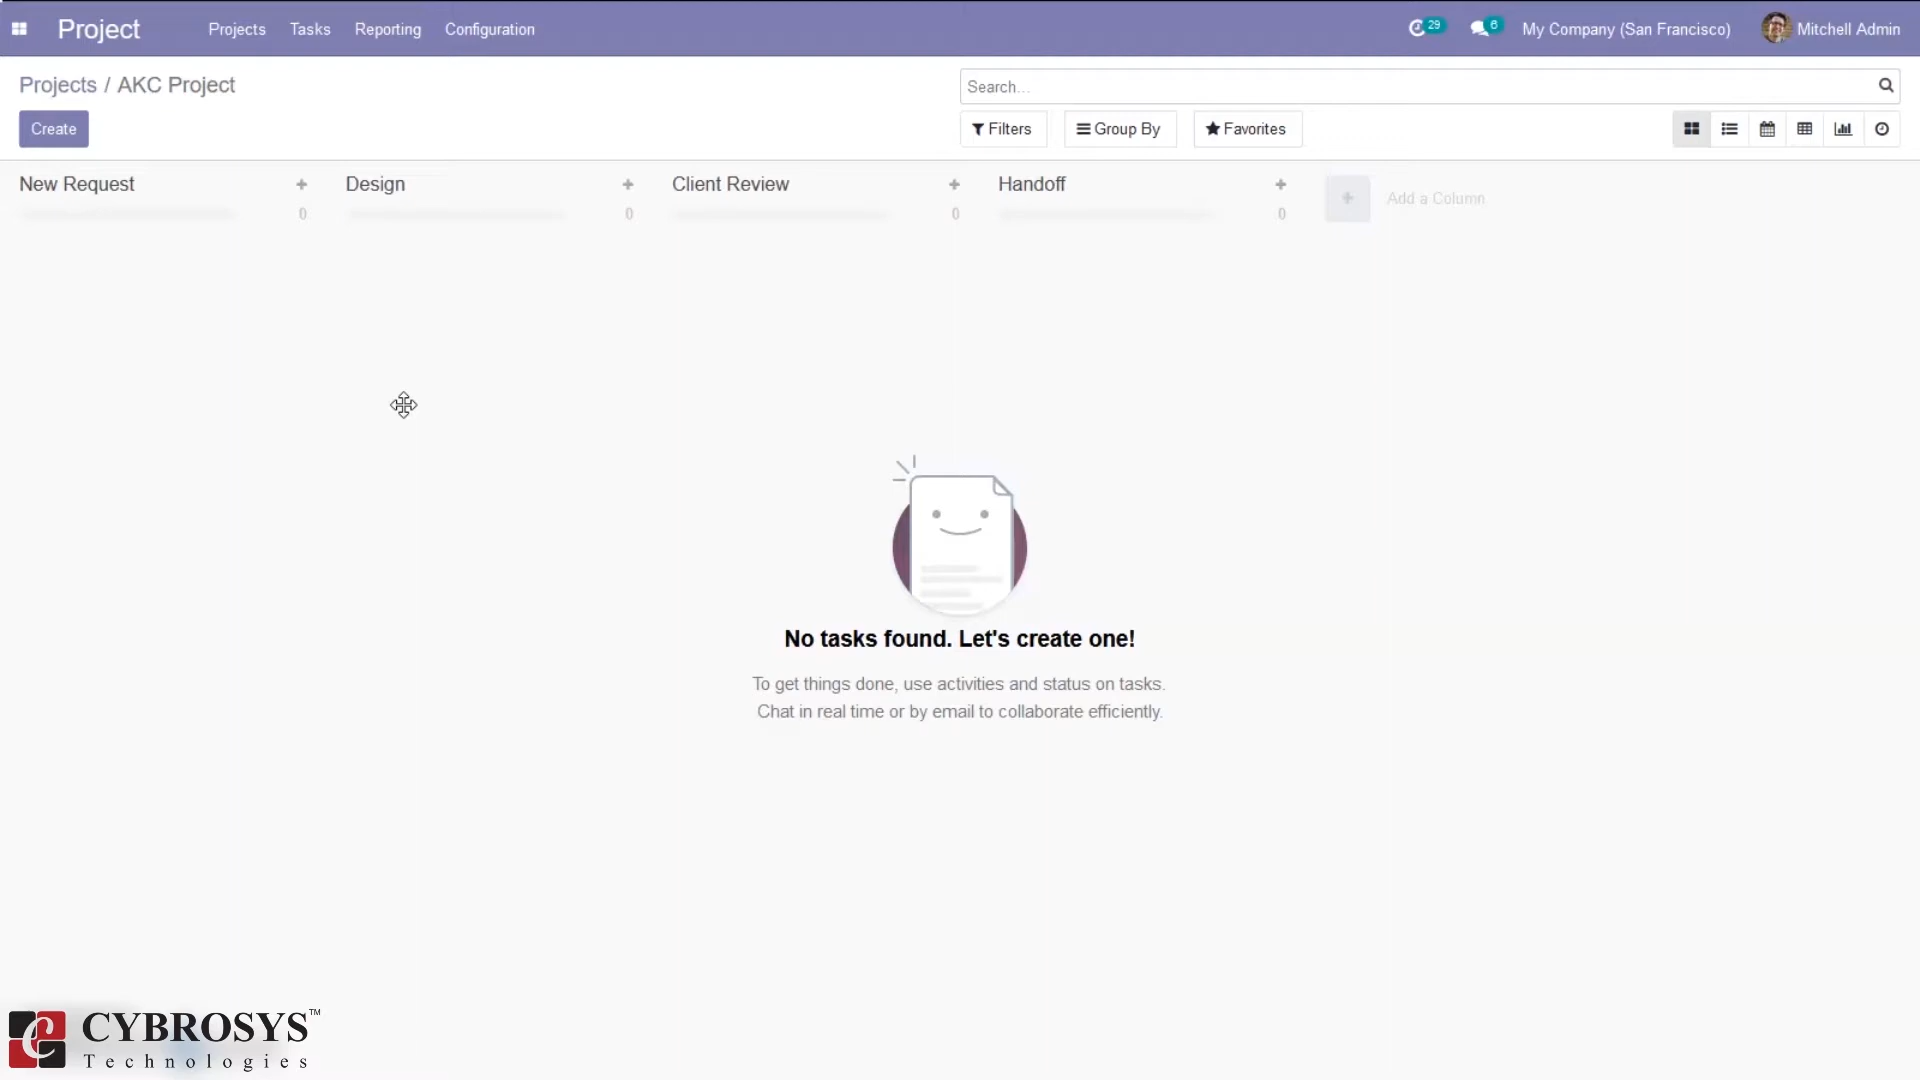 Project Projects Tasks Reporting Configuration 29 6 My Company (San Francisco) Mitchell Admin
Projects / AKC Project Search...
Create Filters Group By Favorites
New Request + Design + Client Review + Handoff + + Add a Column
0 0 0 0
No tasks found. Let's create one!
To get things done, use activities and status on tasks.
Chat in real time or by email to collaborate efficiently.
CYBROSYS™
Technologies